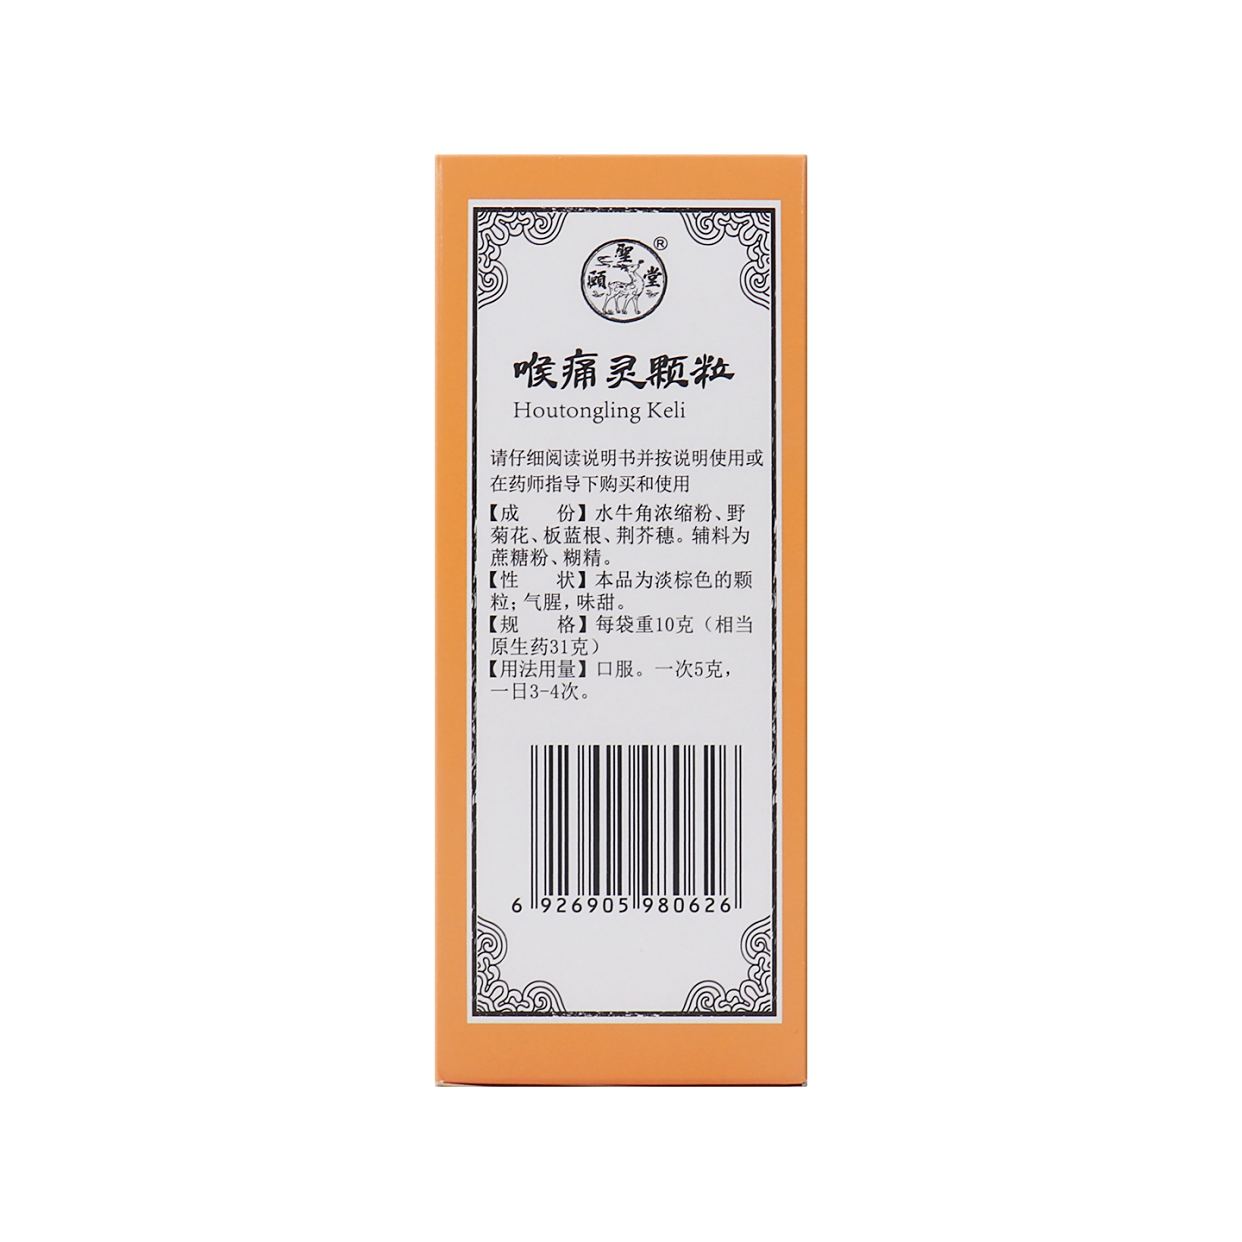 聖
頤 堂
®
喉痛灵颗粒
Houtongling Keli
请仔细阅读说明书并按说明使用或
在药师指导下购买和使用
【成　份】水牛角浓缩粉、野
菊花、板蓝根、荆芥穗。辅料为
蔗糖粉、糊精。
【性　状】本品为淡棕色的颗
粒;气腥,味甜。
【规　格】每袋重10克（相当
原生药31克）
【用法用量】口服。一次5克,
一日3-4次。
6 926905 980626